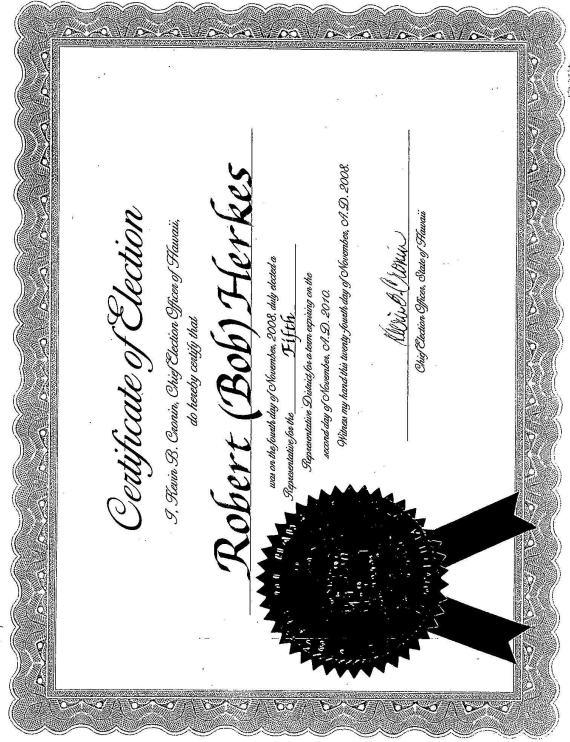 Certificate of Election
I, Kevin B. Cronin, Chief Election Officer of Hawaii,
do hereby certify that
Robert (Bob) Herkes
was on the fourth day of November, 2008, duly elected a
Representative for the Fifth
Representative District for a term expiring on the
second day of November, A.D. 2010.
Witness my hand this twenty-fourth day of November, A.D. 2008.
Kevin B. Cronin
Chief Election Officer, State of Hawaii